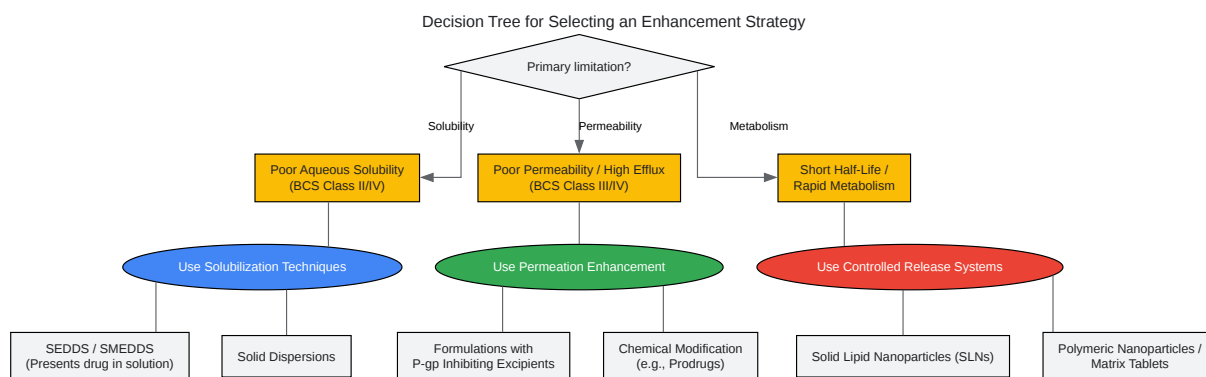 Decision Tree for Selecting an Enhancement Strategy
Primary limitation?
Solubility
Permeability
Metabolism
Poor Aqueous Solubility
(BCS Class II/IV)
Poor Permeability / High Efflux
(BCS Class III/IV)
Short Half-Life /
Rapid Metabolism
Use Solubilization Techniques
Use Permeation Enhancement
Use Controlled Release Systems
SEDDS / SMEDDS
(Presents drug in solution)
Solid Dispersions
Formulations with
P-gp Inhibiting Excipients
Chemical Modification
(e.g., Prodrugs)
Solid Lipid Nanoparticles (SLNs)
Polymeric Nanoparticles /
Matrix Tablets